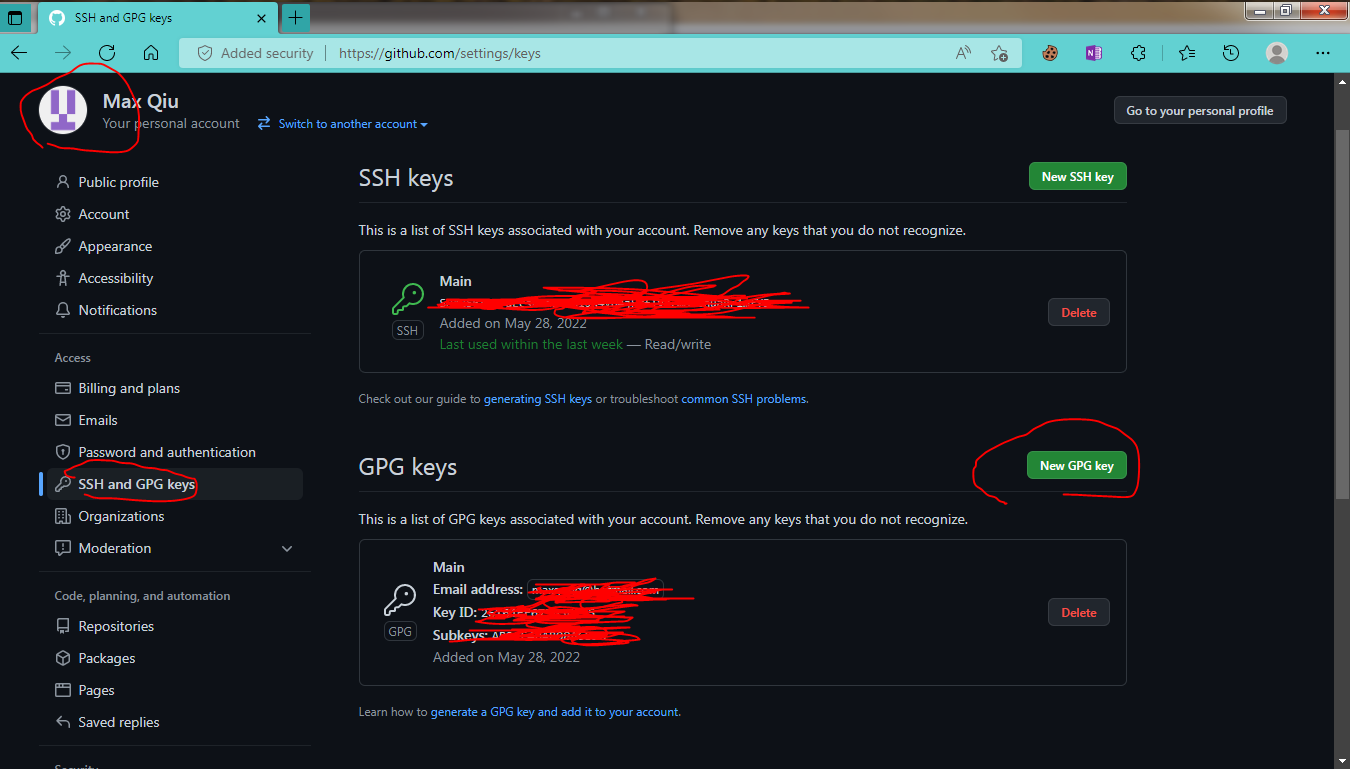 SSH and GPG keys
Added security
https://github.com/settings/keys
Max Qiu
Your personal account
Switch to another account
Go to your personal profile
Public profile
Account
Appearance
Accessibility
Notifications
Access
Billing and plans
Emails
Password and authentication
SSH and GPG keys
Organizations
Moderation
Code, planning, and automation
Repositories
Packages
Pages
Saved replies
SSH keys
New SSH key
This is a list of SSH keys associated with your account. Remove any keys that you do not recognize.
Main
SSH
Added on May 28, 2022
Last used within the last week — Read/write
Delete
Check out our guide to generating SSH keys or troubleshoot common SSH problems.
GPG keys
New GPG key
This is a list of GPG keys associated with your account. Remove any keys that you do not recognize.
Main
GPG
Email address:
Key ID:
Subkeys:
Added on May 28, 2022
Delete
Learn how to generate a GPG key and add it to your account.